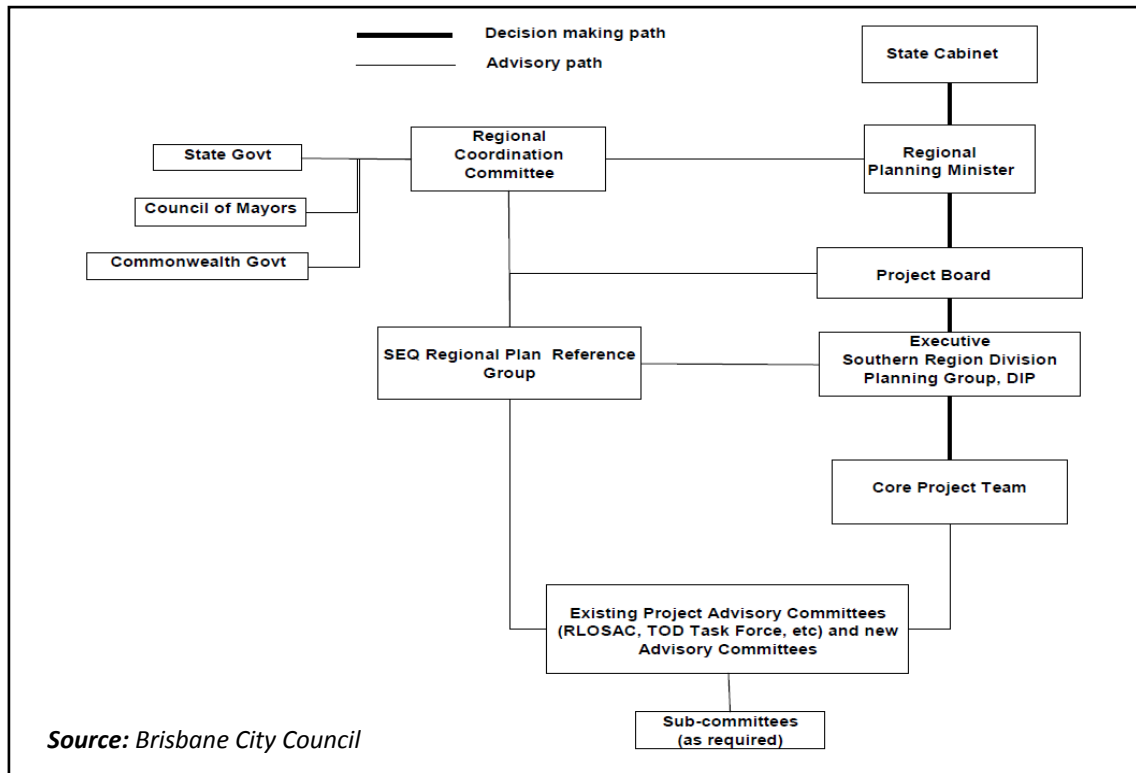 Decision making path
Advisory path
State Cabinet
Regional
Coordination
Committee
Regional
Planning Minister
State Govt
Council of Mayors
Commonwealth Govt
Project Board
SEQ Regional Plan Reference
Group
Executive
Southern Region Division
Planning Group, DIP
Core Project Team
Existing Project Advisory Committees
(RLOSAC, TOD Task Force, etc) and new
Advisory Committees
Sub-committees
(as required)
Source: Brisbane City Council